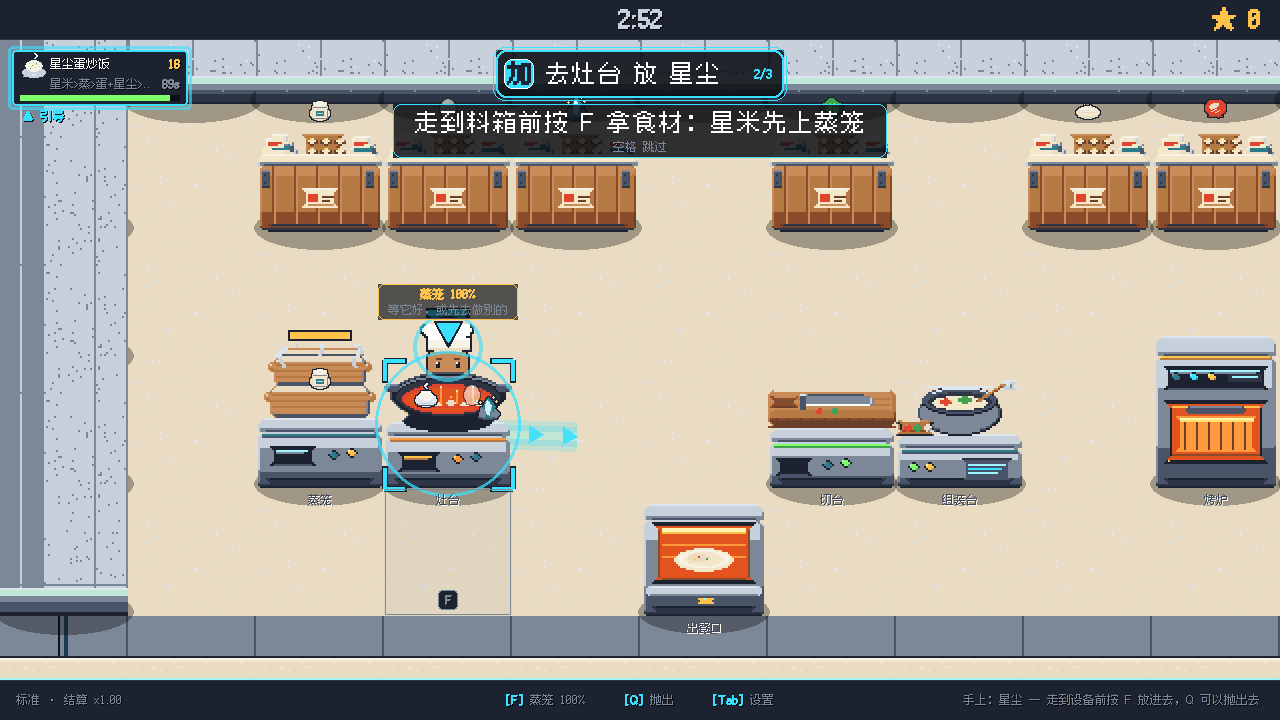 2:52
0
星尘蛋炒饭 18
星米>蒸>蛋+星尘>.. 69s
引导
加 去灶台 放 星尘 2/3
走到料箱前按 F 拿食材: 星米先上蒸笼
空格 跳过
蒸笼 100%
等它好, 或先去做别的
蒸笼
灶台
切台
组装台
烤炉
F
出餐口
标准 · 结算 x1.00
[F] 蒸笼 100%
[Q] 抛出
[Tab] 设置
手上: 星尘 — 走到设备前按 F 放进去, Q 可以抛出去